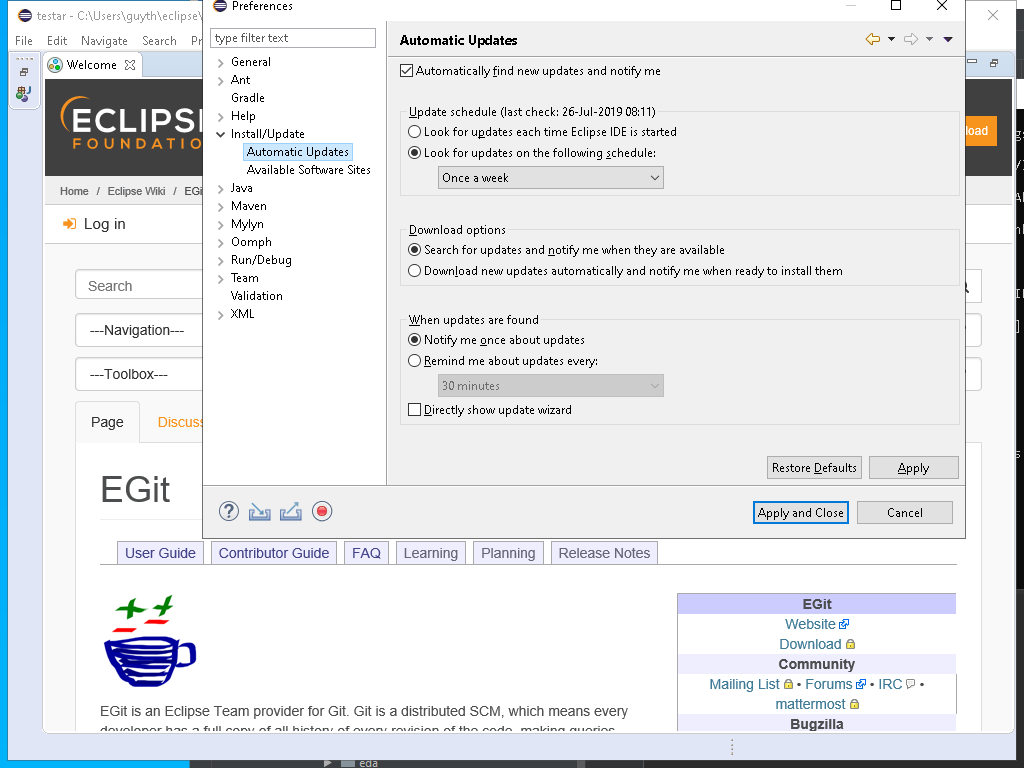 testar - C:\Users\guyth\eclipse\
File Edit Navigate Search
Welcome
ECLIPS
FOUNDATIO
Home / Eclipse Wiki /
Log in
Search
---Navigation---
---Toolbox---
Page
Discuss
Preferences
type filter text
General
Ant
Gradle
Help
Install/Update
Automatic Updates
Available Software Sites
Java
Maven
Mylyn
Oomph
Run/Debug
Team
Validation
XML
Automatic Updates
Automatically find new updates and notify me
Update schedule (last check: 26-Jul-2019 08:11)
Look for updates each time Eclipse IDE is started
Look for updates on the following schedule:
Once a week
Download options
Search for updates and notify me when they are available
Download new updates automatically and notify me when ready to install them
When updates are found
Notify me once about updates
Remind me about updates every:
30 minutes
Directly show update wizard
Restore Defaults
Apply
Apply and Close
Cancel
load
EGit
User Guide
Contributor Guide
FAQ
Learning
Planning
Release Notes
EGit
Website
Download
Community
Mailing List • Forums • IRC •
mattermost
Bugzilla
EGit is an Eclipse Team provider for Git. Git is a distributed SCM, which means every
developer has a full copy of all history of every revision of the code, making queries
eda